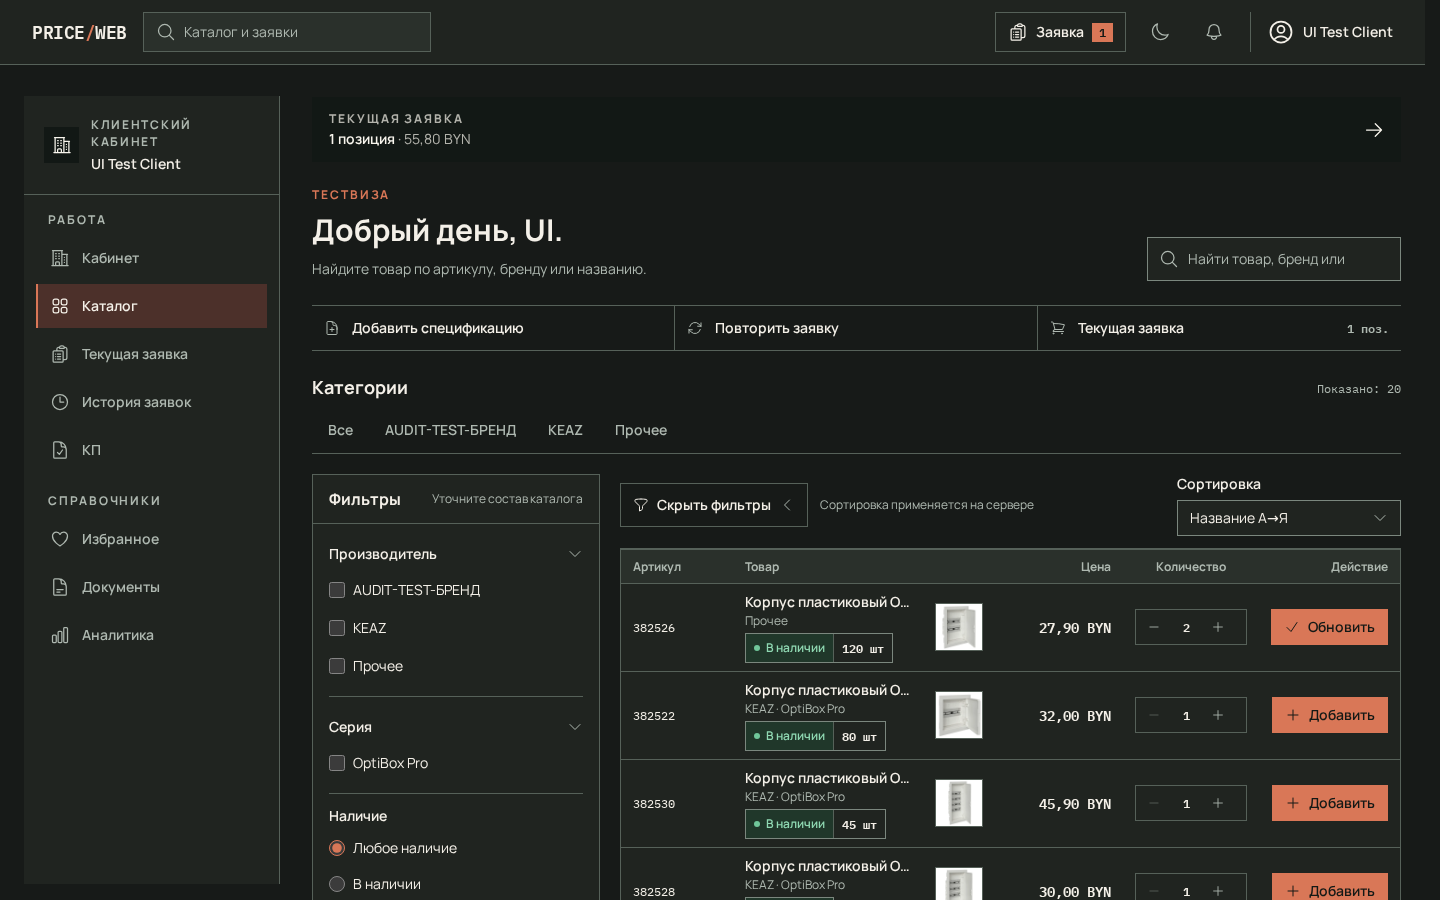 PRICE/WEB
Каталог и заявки
Заявка 1
UI Test Client
КЛИЕНТСКИЙ
КАБИНЕТ
UI Test Client
РАБОТА
Кабинет
Каталог
Текущая заявка
История заявок
КП
СПРАВОЧНИКИ
Избранное
Документы
Аналитика
ТЕКУЩАЯ ЗАЯВКА
1 позиция · 55,80 BYN
ТЕСТВИЗА
Добрый день, UI.
Найдите товар по артикулу, бренду или названию.
Найти товар, бренд или
Добавить спецификацию
Повторить заявку
Текущая заявка 1 поз.
Категории
Показано: 20
Все AUDIT-TEST-БРЕНД KEAZ Прочее
Фильтры Уточните состав каталога
Производитель
AUDIT-TEST-БРЕНД
KEAZ
Прочее
Серия
OptiBox Pro
Наличие
Любое наличие
В наличии
Скрыть фильтры
Сортировка применяется на сервере
Сортировка
Название А→Я
Артикул Товар Цена Количество Действие
382526
Корпус пластиковый О...
Прочее
В наличии 120 шт
27,90 BYN
− 2 +
Обновить
382522
Корпус пластиковый О...
KEAZ · OptiBox Pro
В наличии 80 шт
32,00 BYN
− 1 +
+ Добавить
382530
Корпус пластиковый О...
KEAZ · OptiBox Pro
В наличии 45 шт
45,90 BYN
− 1 +
+ Добавить
382528
Корпус пластиковый О...
KEAZ · OptiBox Pro
30,00 BYN
− 1 +
+ Добавить